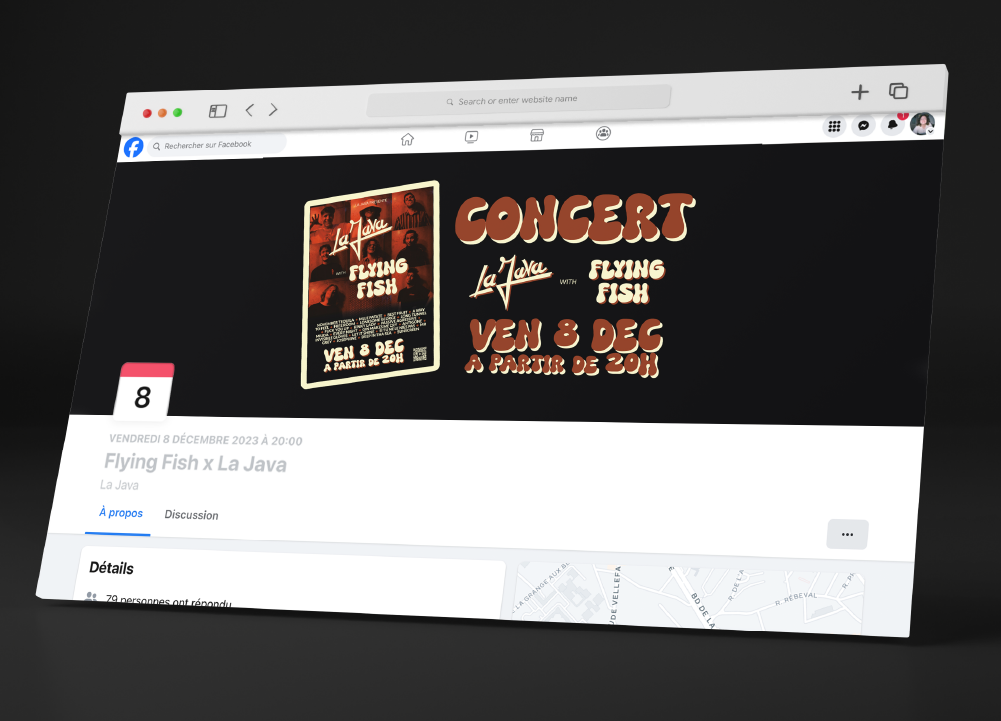 Search or enter website name
Rechercher sur Facebook
La Java
WITH FLYING
FISH
VEN 8 DEC
A PARTIR DE 20H
CONCERT
La Java WITH FLYING
FISH
VEN 8 DEC
A PARTIR DE 20H
8
VENDREDI 8 DÉCEMBRE 2023 À 20:00
Flying Fish x La Java
La Java
À propos Discussion
Détails
79 personnes ont répondu
LA GRANGE AUX
VELLEFA
BD DE LA
R. DE L'A
R. RÉBEVAL